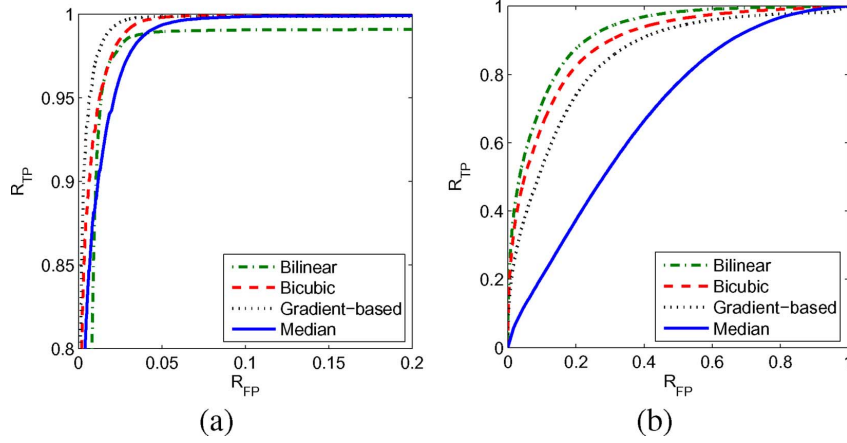 1
0.95
0.9
0.85
0.8
R_TP
Bilinear
Bicubic
Gradient-based
Median
0
0.05
0.1
0.15
0.2
R_FP
(a)
1
0.8
0.6
0.4
0.2
0
R_TP
Bilinear
Bicubic
Gradient-based
Median
0
0.2
0.4
0.6
0.8
1
R_FP
(b)